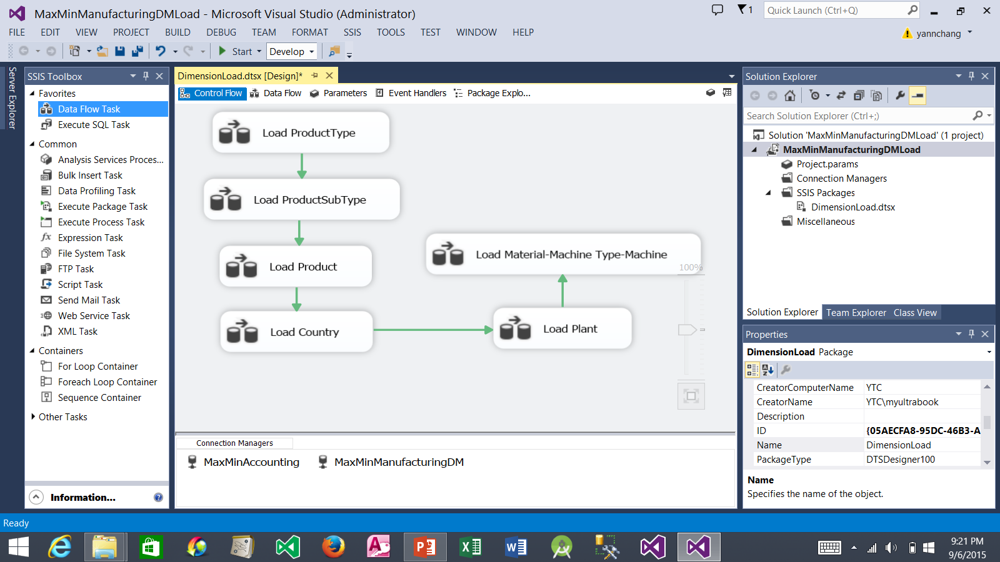 MaxMinManufacturingDMLoad - Microsoft Visual Studio (Administrator)
1
Quick Launch (Ctrl+Q)
FILE EDIT VIEW PROJECT BUILD DEBUG TEAM FORMAT SSIS TOOLS TEST WINDOW HELP
yannchang
Start
Develop
Server Explorer
SSIS Toolbox
Favorites
Data Flow Task
Execute SQL Task
Common
Analysis Services Proces...
Bulk Insert Task
Data Profiling Task
Execute Package Task
Execute Process Task
Expression Task
File System Task
FTP Task
Script Task
Send Mail Task
Web Service Task
XML Task
Containers
For Loop Container
Foreach Loop Container
Sequence Container
Other Tasks
Information...
DimensionLoad.dtsx [Design]*
Control Flow Data Flow Parameters Event Handlers Package Explo...
Load ProductType
Load ProductSubType
Load Product
Load Country
Load Plant
Load Material-Machine Type-Machine
100%
Connection Managers
MaxMinAccounting MaxMinManufacturingDM
Solution Explorer
Search Solution Explorer (Ctrl+;)
Solution 'MaxMinManufacturingDMLoad' (1 project)
MaxMinManufacturingDMLoad
Project.params
Connection Managers
SSIS Packages
DimensionLoad.dtsx
Miscellaneous
Solution Explorer Team Explorer Class View
Properties
DimensionLoad Package
CreatorComputerName YTC
CreatorName YTC\myultrabook
Description
ID {05AECFA8-95DC-46B3-A
Name DimensionLoad
PackageType DTSDesigner100
Name
Specifies the name of the object.
Ready
9:21 PM
9/6/2015